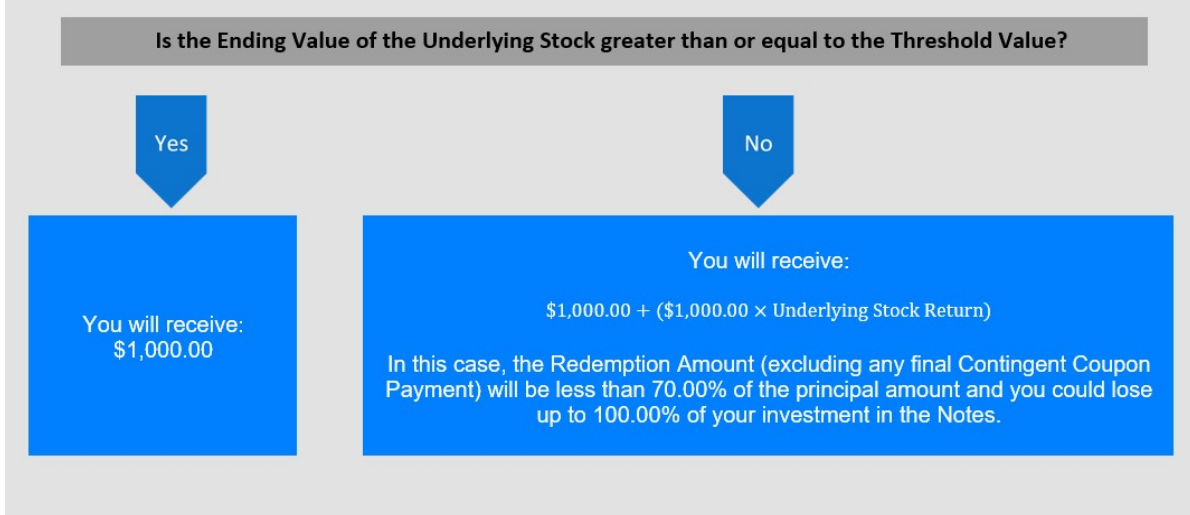 Is the Ending Value of the Underlying Stock greater than or equal to the Threshold Value?
Yes
No
You will receive:
$1,000.00
You will receive:
$1,000.00 + ($1,000.00 × Underlying Stock Return)
In this case, the Redemption Amount (excluding any final Contingent Coupon
Payment) will be less than 70.00% of the principal amount and you could lose
up to 100.00% of your investment in the Notes.